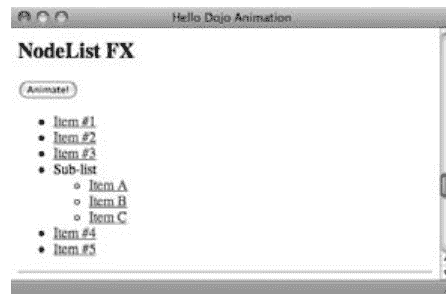 Hello Dojo Animation
NodeList FX
Animate!
Item #1
Item #2
Item #3
Sub-list
Item A
Item B
Item C
Item #4
Item #5